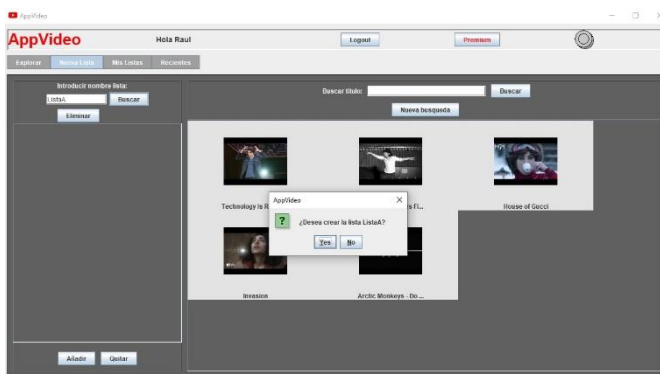 AppVideo
AppVideo
Hola Raul
Logout
Premium
Explorar
Nueva Lista
Mis Listas
Recientes
Introducir nombre lista:
ListaA
Buscar
Eliminar
Buscar titulo:
Buscar
Nueva busqueda
Technology is R
s fl...
House of Gucci
AppVideo
¿Desea crear la lista ListaA?
Yes
No
Invasion
Arctic Monkeys - Do ...
Añadir
Quitar